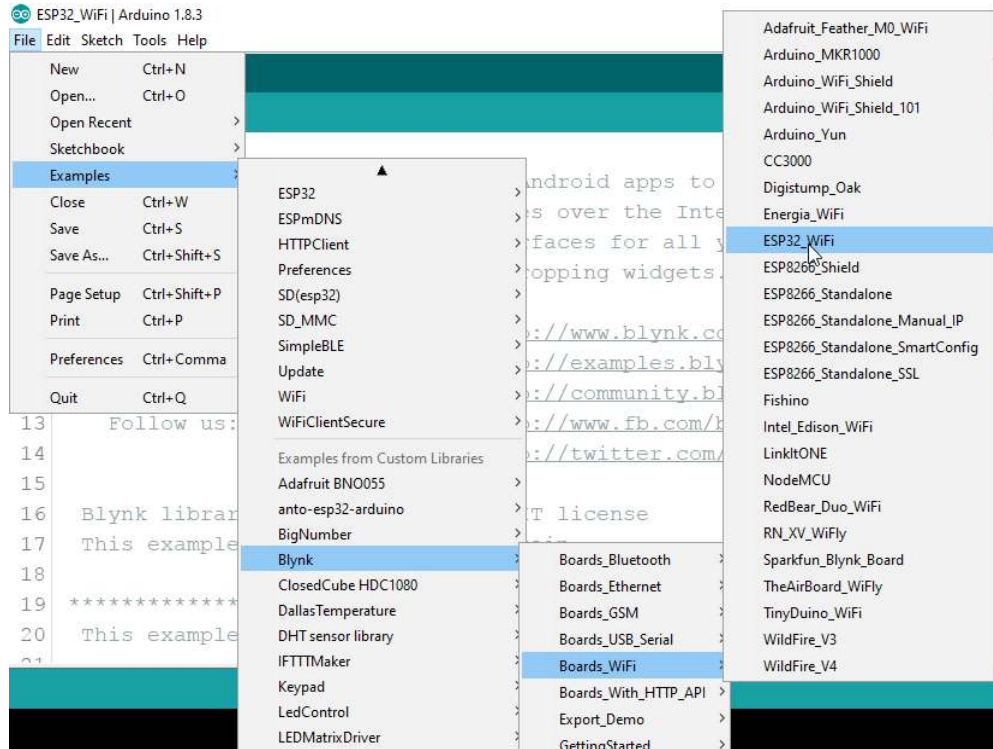 ESP32_WiFi | Arduino 1.8.3
File Edit Sketch Tools Help
New Ctrl+N
Open... Ctrl+O
Open Recent >
Sketchbook >
Examples
Close Ctrl+W
Save Ctrl+S
Save As... Ctrl+Shift+S
Page Setup Ctrl+Shift+P
Print Ctrl+P
Preferences Ctrl+Comma
Quit Ctrl+Q
▲
ESP32 >
ESPmDNS >
HTTPClient >
Preferences >
SD(esp32) >
SD_MMC >
SimpleBLE >
Update >
WiFi >
WiFiClientSecure >
Examples from Custom Libraries
Adafruit BNO055 >
anto-esp32-arduino >
BigNumber >
Blynk
ClosedCube HDC1080
DallasTemperature
DHT sensor library
IFTTTMaker
Keypad
LedControl
LEDMatrixDriver
Boards_Bluetooth
Boards_Ethernet
Boards_GSM
Boards_USB_Serial
Boards_WiFi
Boards_With_HTTP_API >
Export_Demo >
GettingStarted >
Adafruit_Feather_M0_WiFi
Arduino_MKR1000
Arduino_WiFi_Shield
Arduino_WiFi_Shield_101
Arduino_Yun
CC3000
Digistump_Oak
Energia_WiFi
ESP32_WiFi
ESP8266_Shield
ESP8266_Standalone
ESP8266_Standalone_Manual_IP
ESP8266_Standalone_SmartConfig
ESP8266_Standalone_SSL
Fishino
Intel_Edison_WiFi
LinkItONE
NodeMCU
RedBear_Duo_WiFi
RN_XV_WiFly
Sparkfun_Blynk_Board
TheAirBoard_WiFly
TinyDuino_WiFi
WildFire_V3
WildFire_V4
Android apps to
es over the Inte
rfaces for all y
ropping widgets.
://www.blynk.co
://examples.bly
://community.bl
13 Follow us: ://www.fb.com/b
14 ://twitter.com/
15
16 Blynk librar T license
17 This example
18
19 *************
20 This example
21